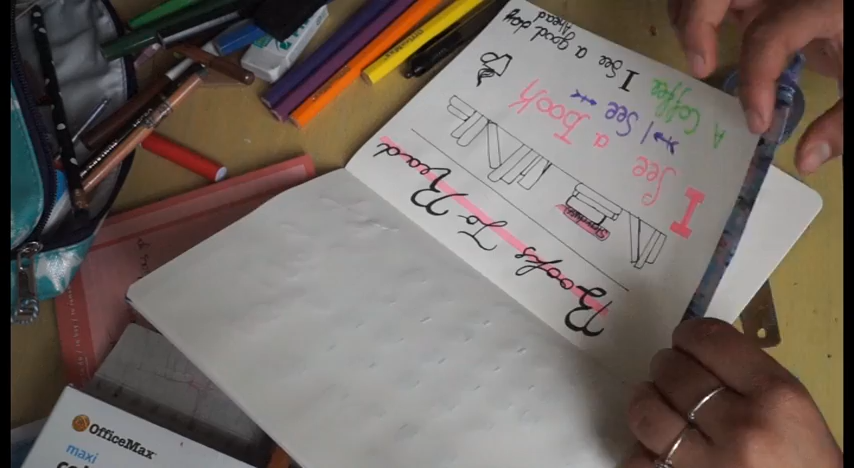 Books To Read
I See
a Book
I See
A Coffee I See a good day
ahead
OfficeMax
maxi